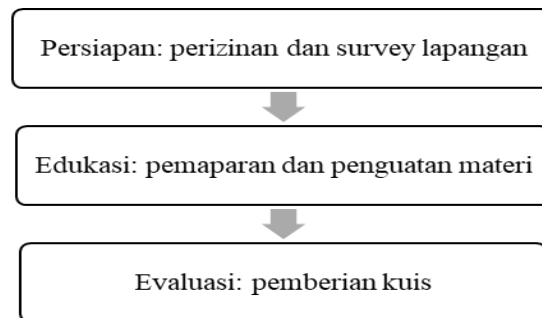 Persiapan: perizinan dan survey lapangan
Edukasi: pemaparan dan penguatan materi
Evaluasi: pemberian kuis